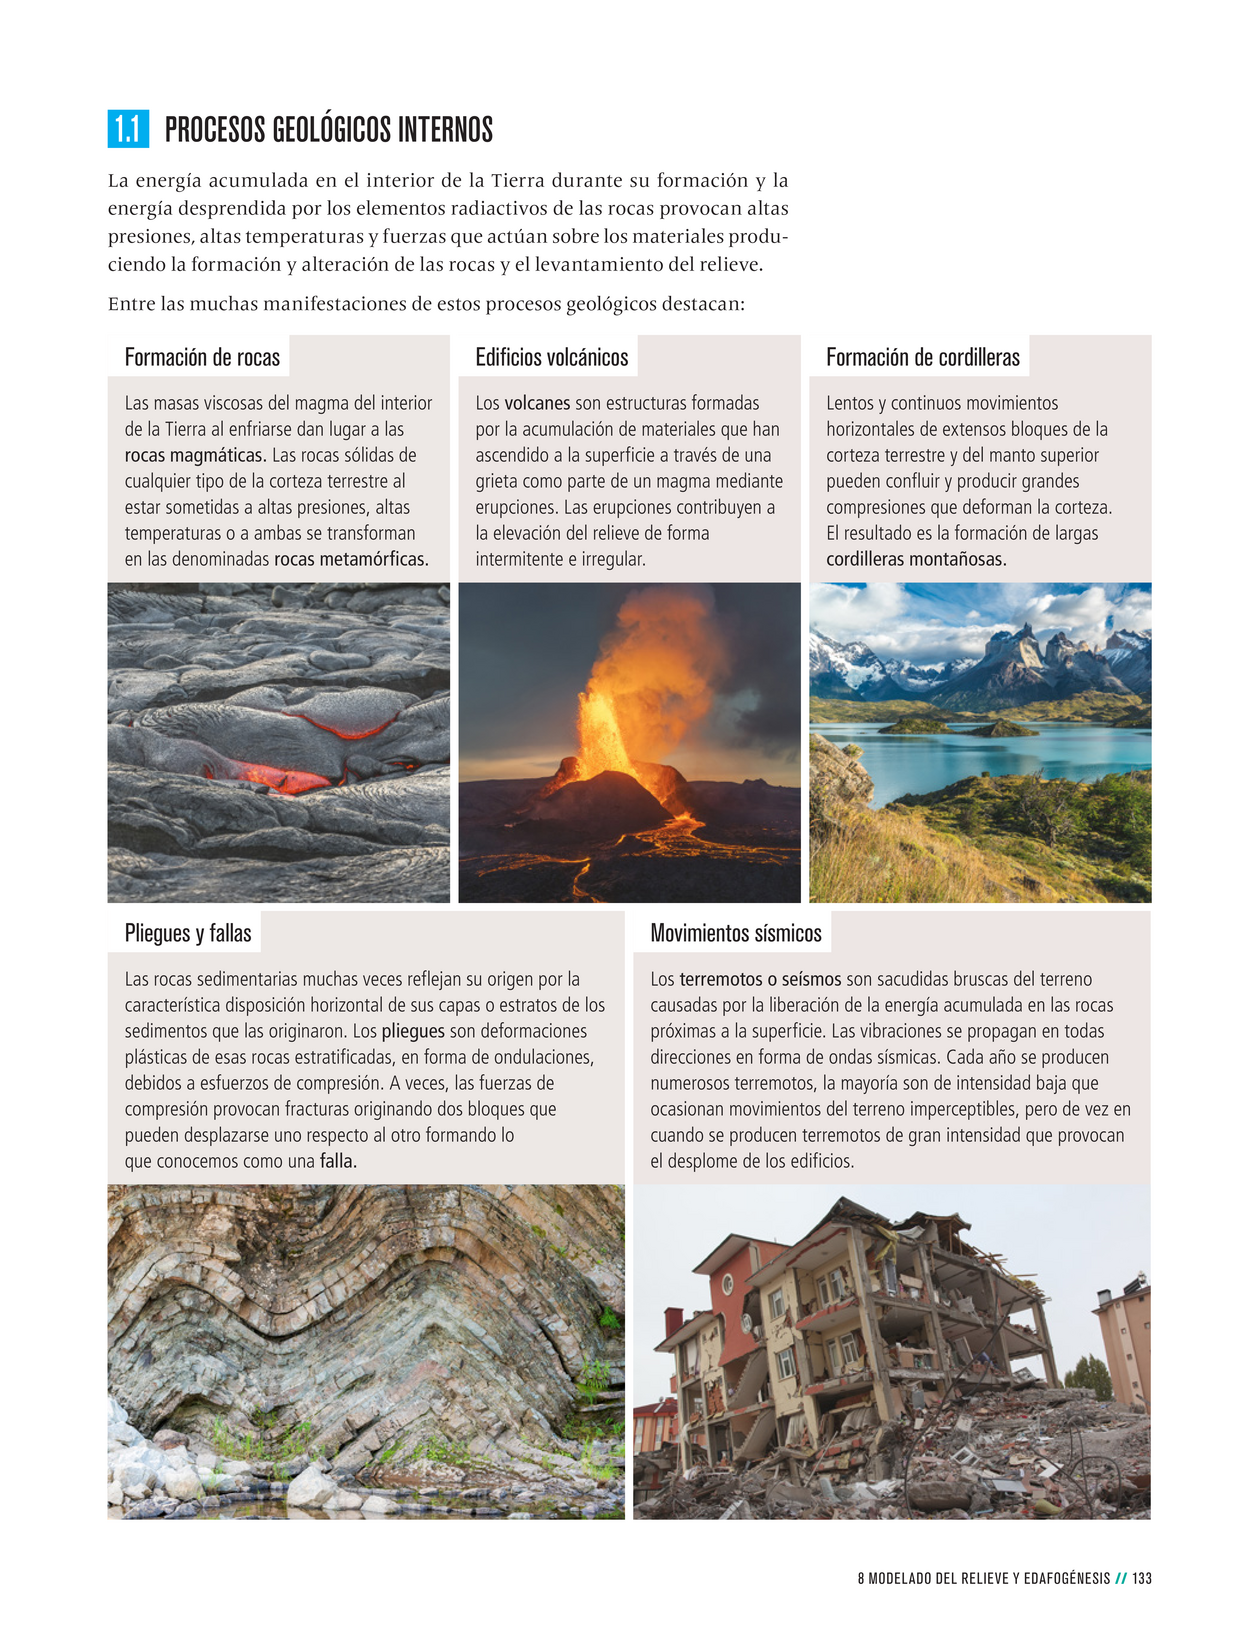 1.1 PROCESOS GEOLÓGICOS INTERNOS
La energía acumulada en el interior de la Tierra durante su formación y la
energía desprendida por los elementos radiactivos de las rocas provocan altas
presiones, altas temperaturas y fuerzas que actúan sobre los materiales produ-
ciendo la formación y alteración de las rocas y el levantamiento del relieve.
Entre las muchas manifestaciones de estos procesos geológicos destacan:
Formación de rocas
Las masas viscosas del magma del interior
de la Tierra al enfriarse dan lugar a las
rocas magmáticas. Las rocas sólidas de
cualquier tipo de la corteza terrestre al
estar sometidas a altas presiones, altas
temperaturas o a ambas se transforman
en las denominadas rocas metamórficas.
Edificios volcánicos
Los volcanes son estructuras formadas
por la acumulación de materiales que han
ascendido a la superficie a través de una
grieta como parte de un magma mediante
erupciones. Las erupciones contribuyen a
la elevación del relieve de forma
intermitente e irregular.
Formación de cordilleras
Lentos y continuos movimientos
horizontales de extensos bloques de la
corteza terrestre y del manto superior
pueden confluir y producir grandes
compresiones que deforman la corteza.
El resultado es la formación de largas
cordilleras montañosas.
Pliegues y fallas
Las rocas sedimentarias muchas veces reflejan su origen por la
característica disposición horizontal de sus capas o estratos de los
sedimentos que las originaron. Los pliegues son deformaciones
plásticas de esas rocas estratificadas, en forma de ondulaciones,
debidos a esfuerzos de compresión. A veces, las fuerzas de
compresión provocan fracturas originando dos bloques que
pueden desplazarse uno respecto al otro formando lo
que conocemos como una falla.
Movimientos sísmicos
Los terremotos o seísmos son sacudidas bruscas del terreno
causadas por la liberación de la energía acumulada en las rocas
próximas a la superficie. Las vibraciones se propagan en todas
direcciones en forma de ondas sísmicas. Cada año se producen
numerosos terremotos, la mayoría son de intensidad baja que
ocasionan movimientos del terreno imperceptibles, pero de vez en
cuando se producen terremotos de gran intensidad que provocan
el desplome de los edificios.
8 MODELADO DEL RELIEVE Y EDAFOGÉNESIS // 133